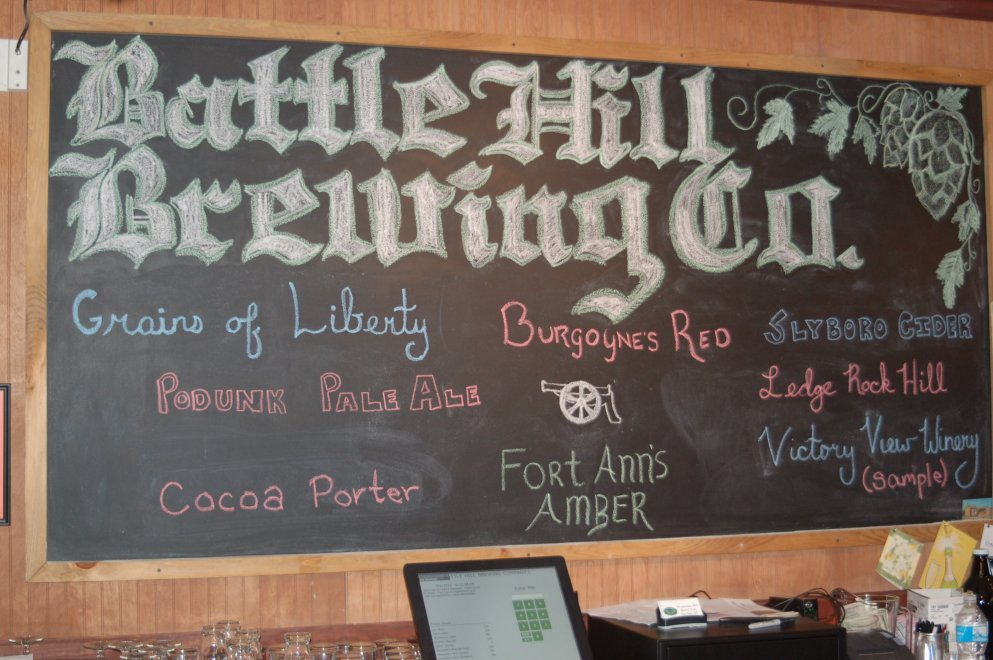 Battle Hill
Brewing Co.
Grains of Liberty
Burgoyne's Red
Slyboro Cider
Podunk Pale Ale
Ledge Rock Hill
Victory View Winery
(sample)
Cocoa Porter
Fort Ann's
Amber